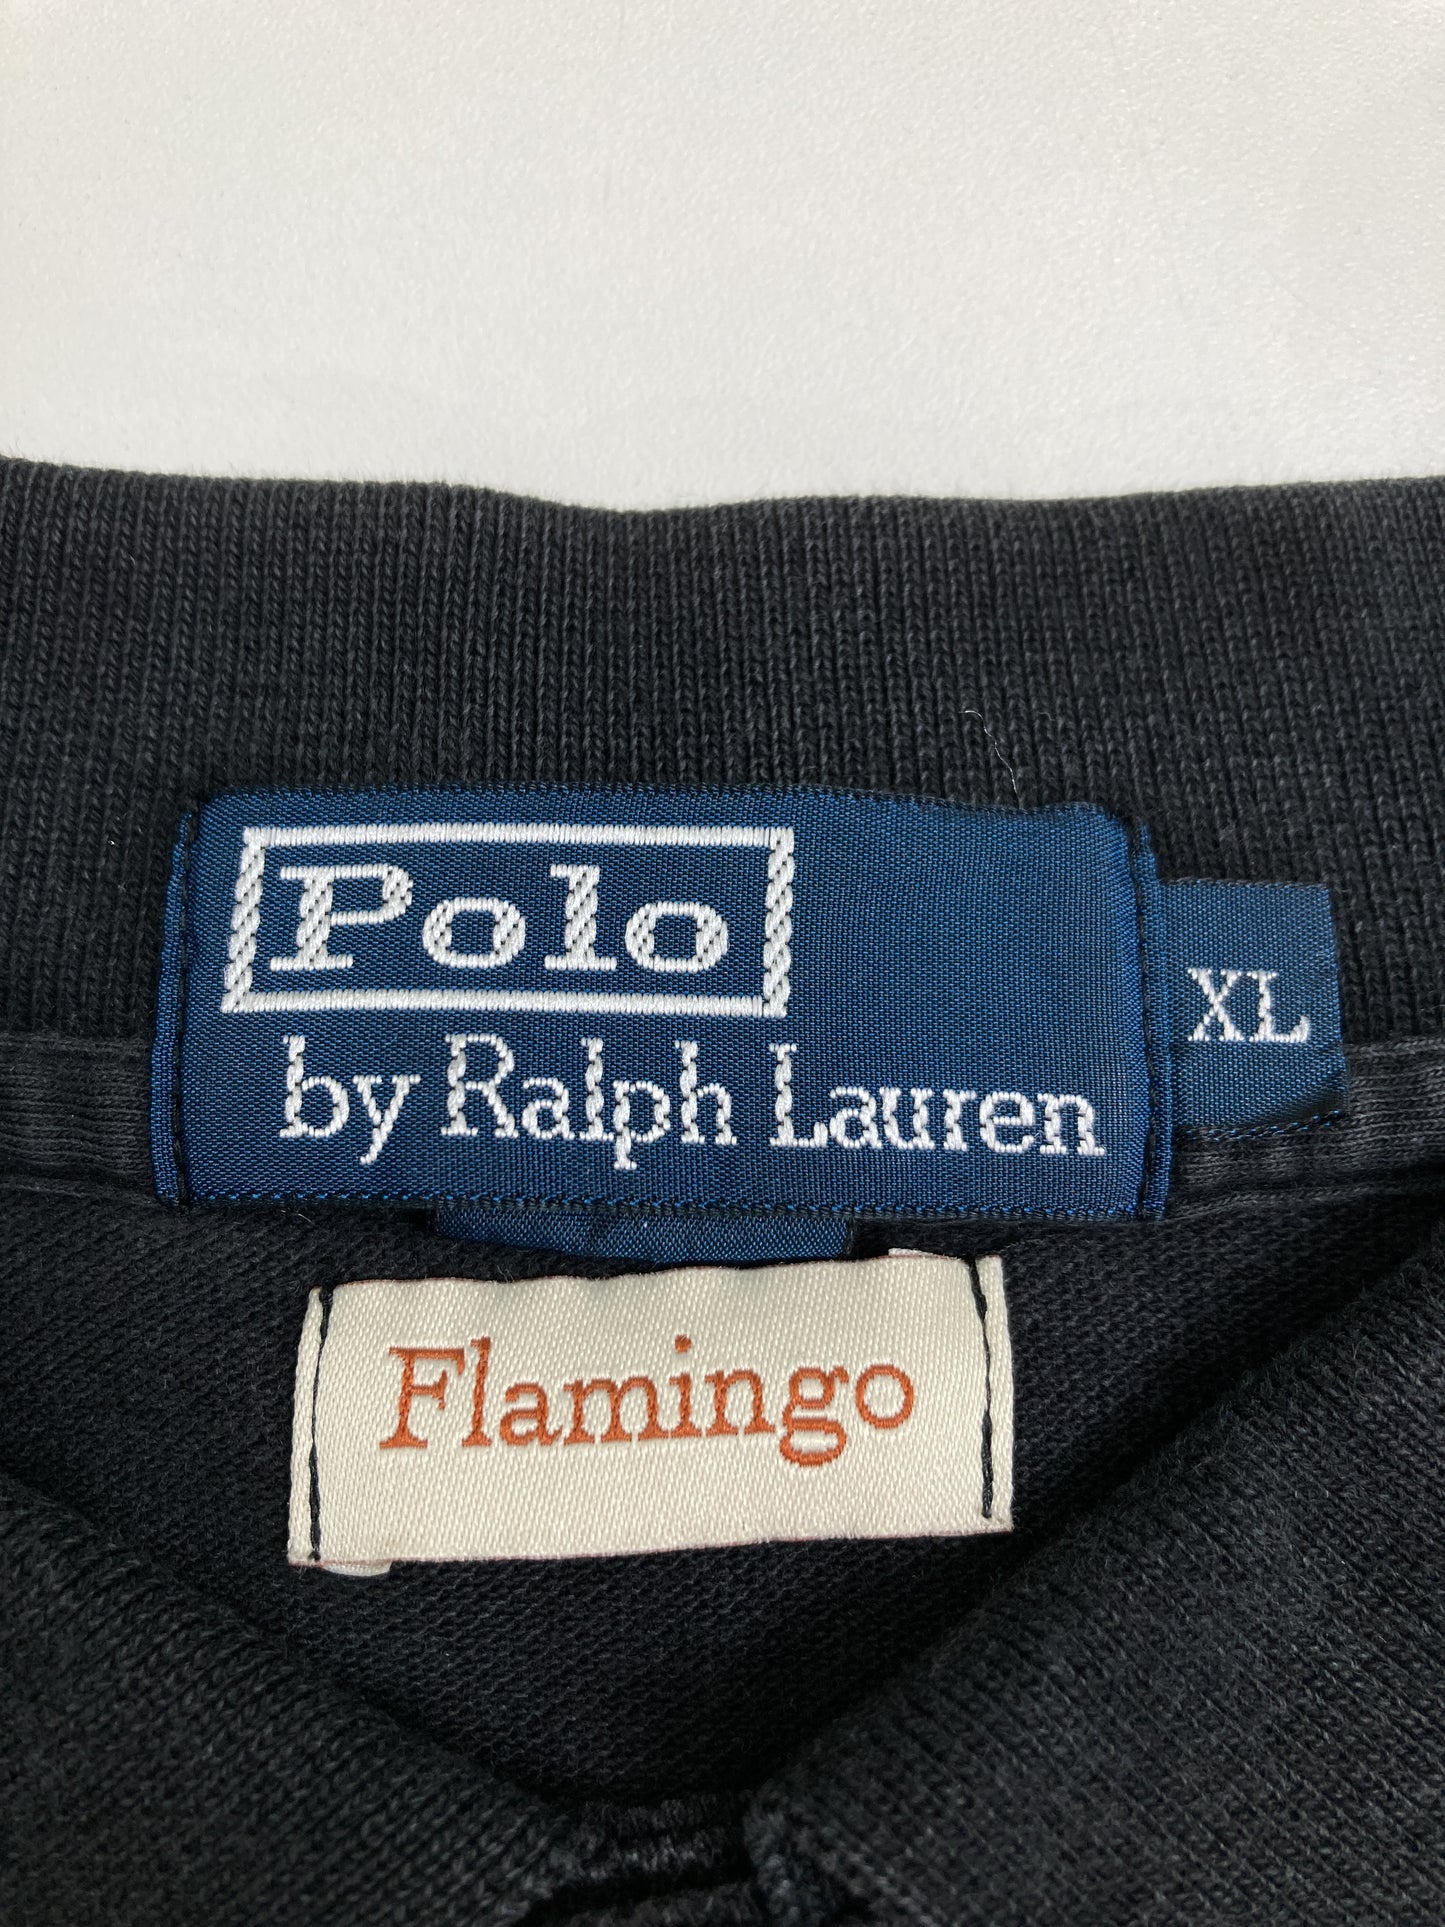 Polo
by Ralph Lauren
XL
Flamingo